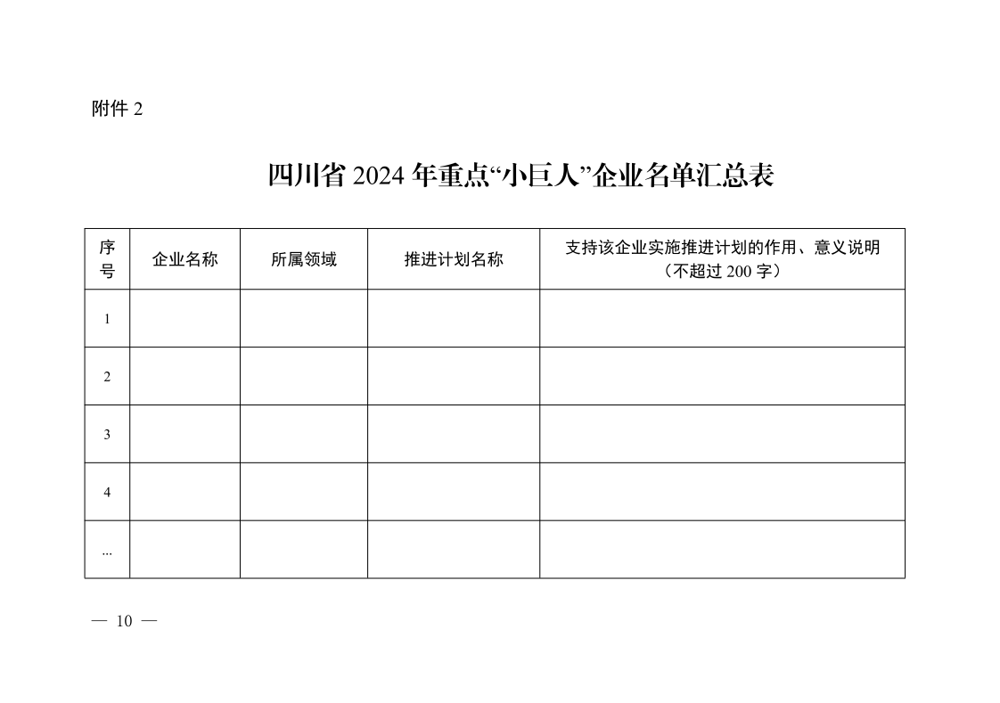 附件 2
四川省 2024 年重点“小巨人”企业名单汇总表
序号 企业名称 所属领域 推进计划名称 支持该企业实施推进计划的作用、意义说明
（不超过 200 字）
1
2
3
4
...
— 10 —